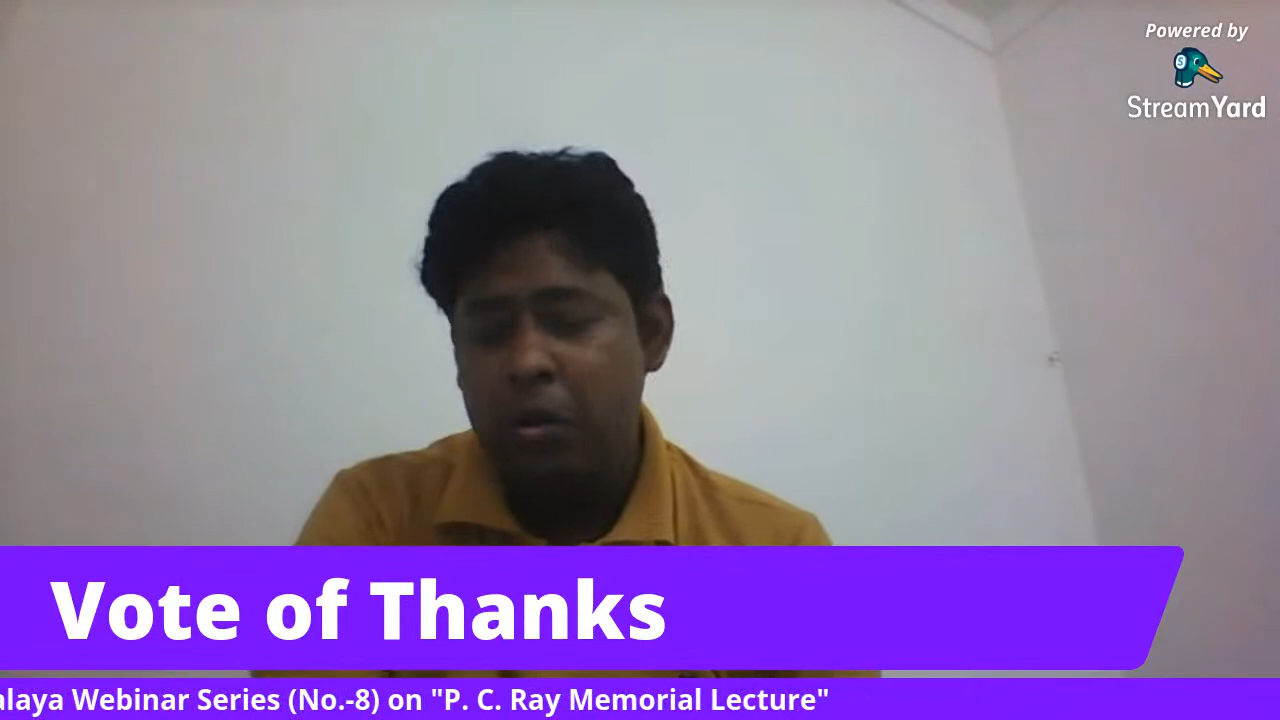 Powered by
StreamYard
Vote of Thanks
alaya Webinar Series (No.-8) on "P. C. Ray Memorial Lecture"